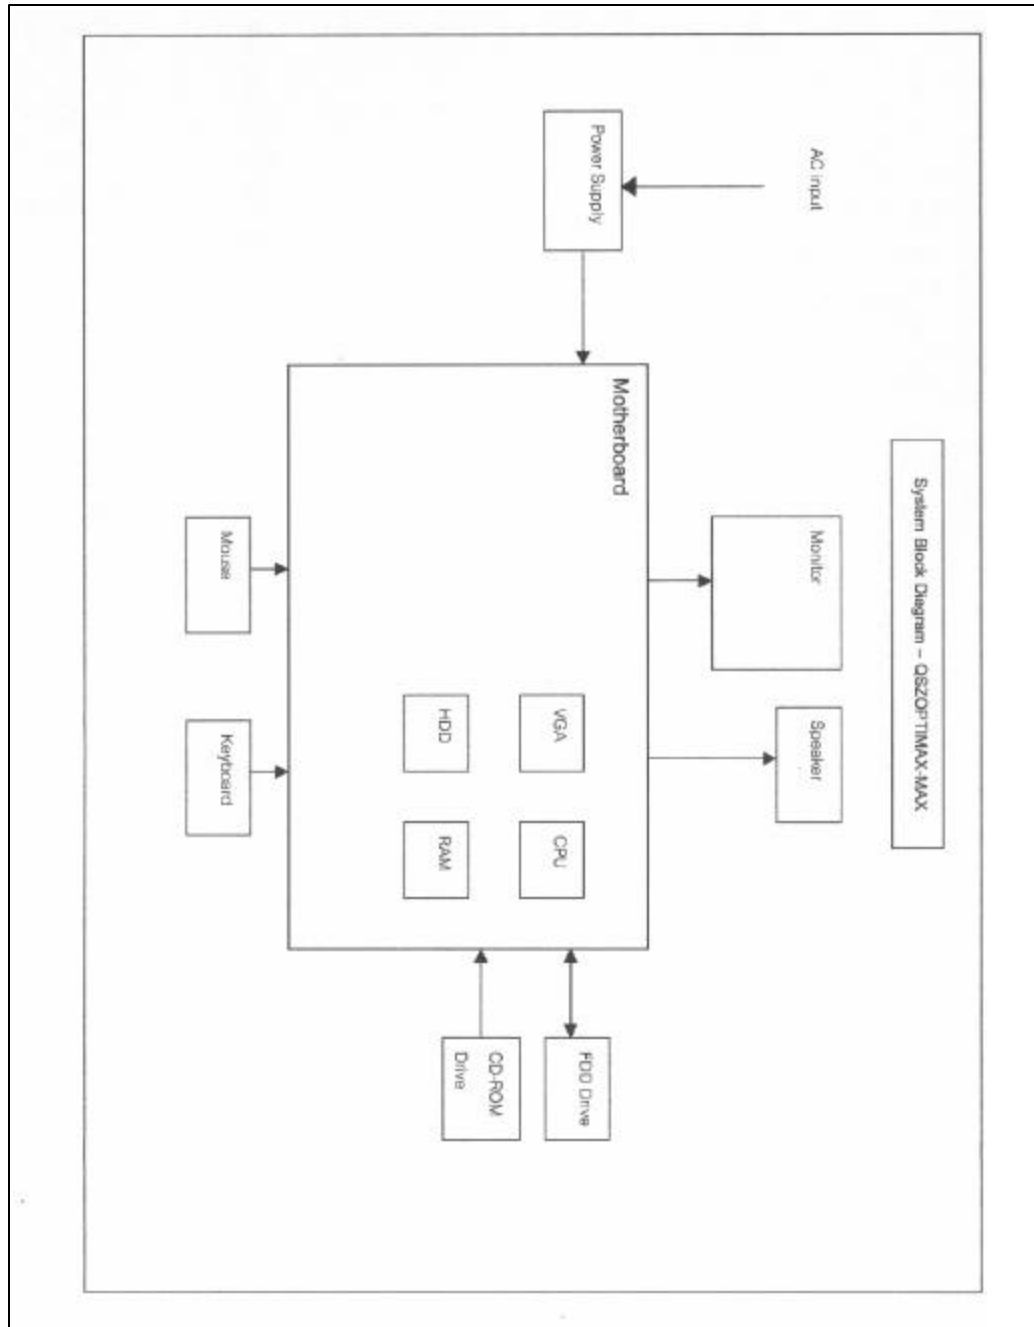 System Block Diagram – QSZOPTIMAX-MAX
AC input
Monitor
Speaker
Power Supply
Motherboard
VGA
CPU
HDD
RAM
FDD Drive
CD-ROM
Drive
Mouse
Keyboard